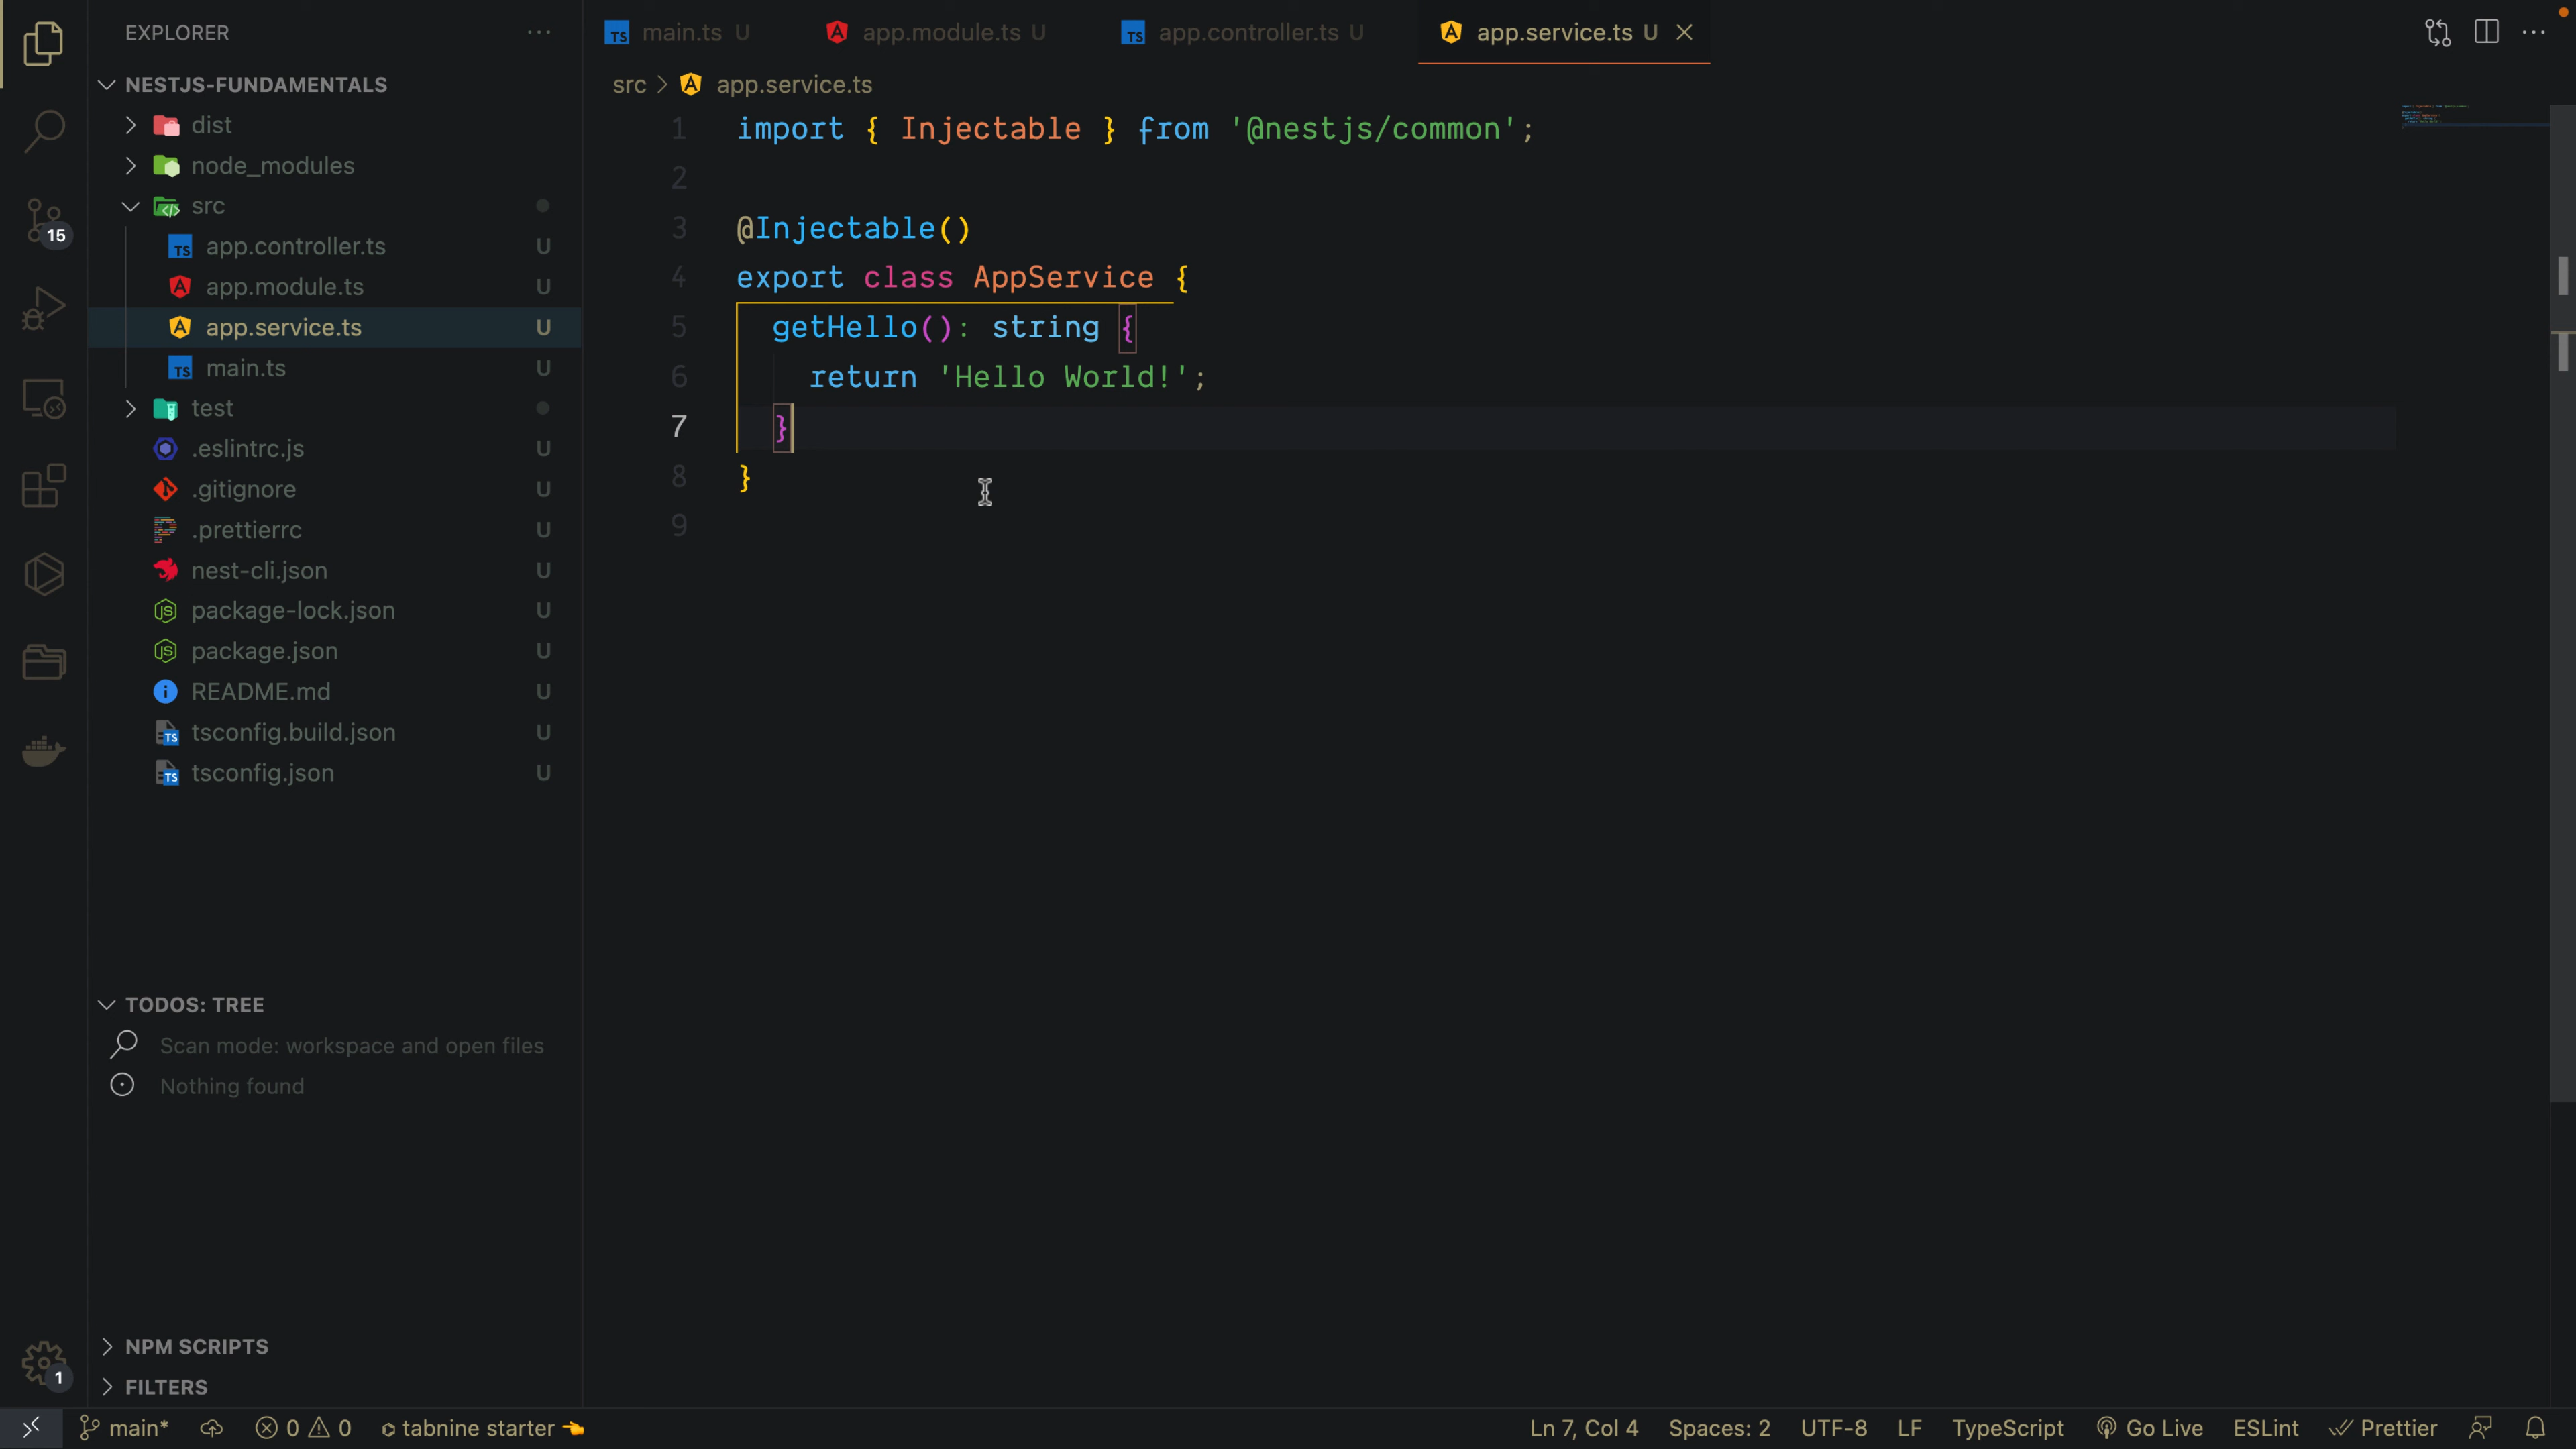 EXPLORER
NESTJS-FUNDAMENTALS
dist
node_modules
src
app.controller.ts U
app.module.ts U
app.service.ts U
main.ts U
test
.eslintrc.js U
.gitignore U
.prettierrc U
nest-cli.json U
package-lock.json U
package.json U
README.md U
tsconfig.build.json U
tsconfig.json U
15
TODOS: TREE
Scan mode: workspace and open files
Nothing found
NPM SCRIPTS
FILTERS
1
main.ts U
app.module.ts U
app.controller.ts U
app.service.ts U
src > app.service.ts
1 import { Injectable } from '@nestjs/common';
2
3 @Injectable()
4 export class AppService {
5 getHello(): string {
6 return 'Hello World!';
7 }
8 }
9
main* 0 0 tabnine starter Ln 7, Col 4 Spaces: 2 UTF-8 LF TypeScript Go Live ESLint Prettier